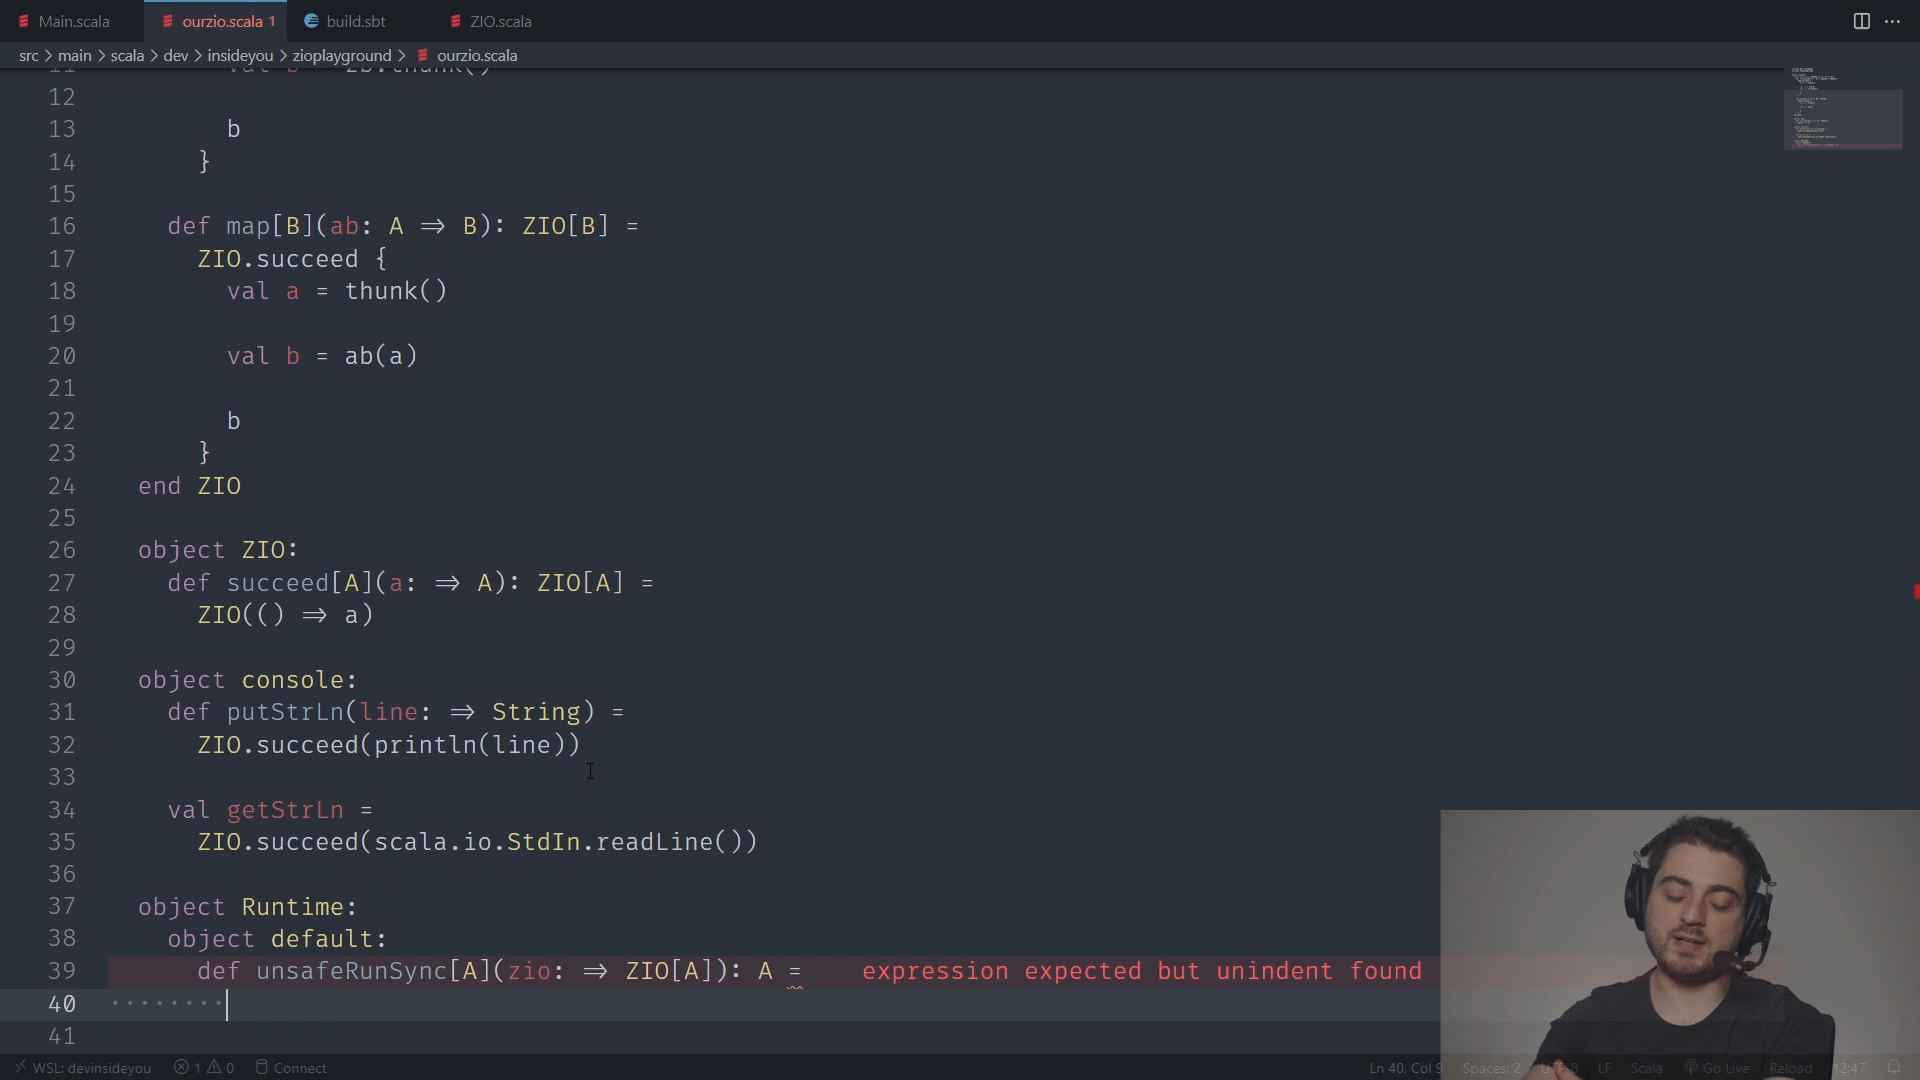 Main.scala ourzio.scala 1 build.sbt ZIO.scala
src > main > scala > dev > insideyou > zioplayground > ourzio.scala
11 val b = zb.thunk()
12
13 b
14 }
15
16 def map[B](ab: A ⇒ B): ZIO[B] =
17 ZIO.succeed {
18 val a = thunk()
19
20 val b = ab(a)
21
22 b
23 }
24 end ZIO
25
26 object ZIO:
27 def succeed[A](a: ⇒ A): ZIO[A] =
28 ZIO(() ⇒ a)
29
30 object console:
31 def putStrLn(line: ⇒ String) =
32 ZIO.succeed(println(line))
33
34 val getStrLn =
35 ZIO.succeed(scala.io.StdIn.readLine())
36
37 object Runtime:
38 object default:
39 def unsafeRunSync[A](zio: ⇒ ZIO[A]): A = expression expected but unindent found
40
41
WSL: devinsideyou 1 0 Connect Ln 40, Col 9 Spaces: 2 UTF-8 LF Scala Go Live Reload 12:47